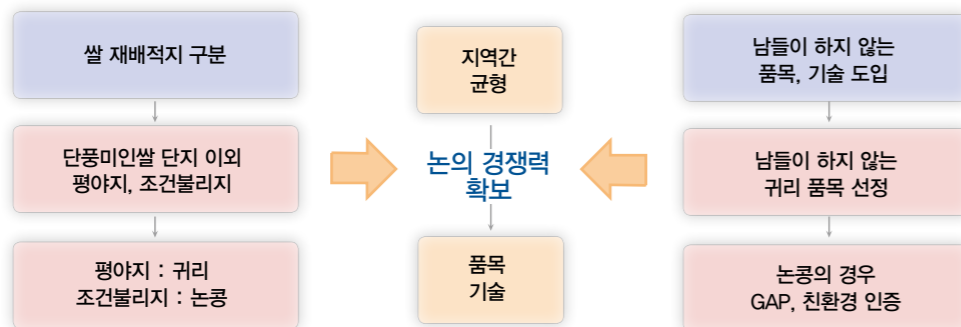 쌀 재배적지 구분
단풍미인쌀 단지 이외
평야지, 조건불리지
평야지 : 귀리
조건불리지 : 논콩
지역간
균형
논의 경쟁력
확보
품목
기술
남들이 하지 않는
품목, 기술 도입
남들이 하지 않는
귀리 품목 선정
논콩의 경우
GAP, 친환경 인증